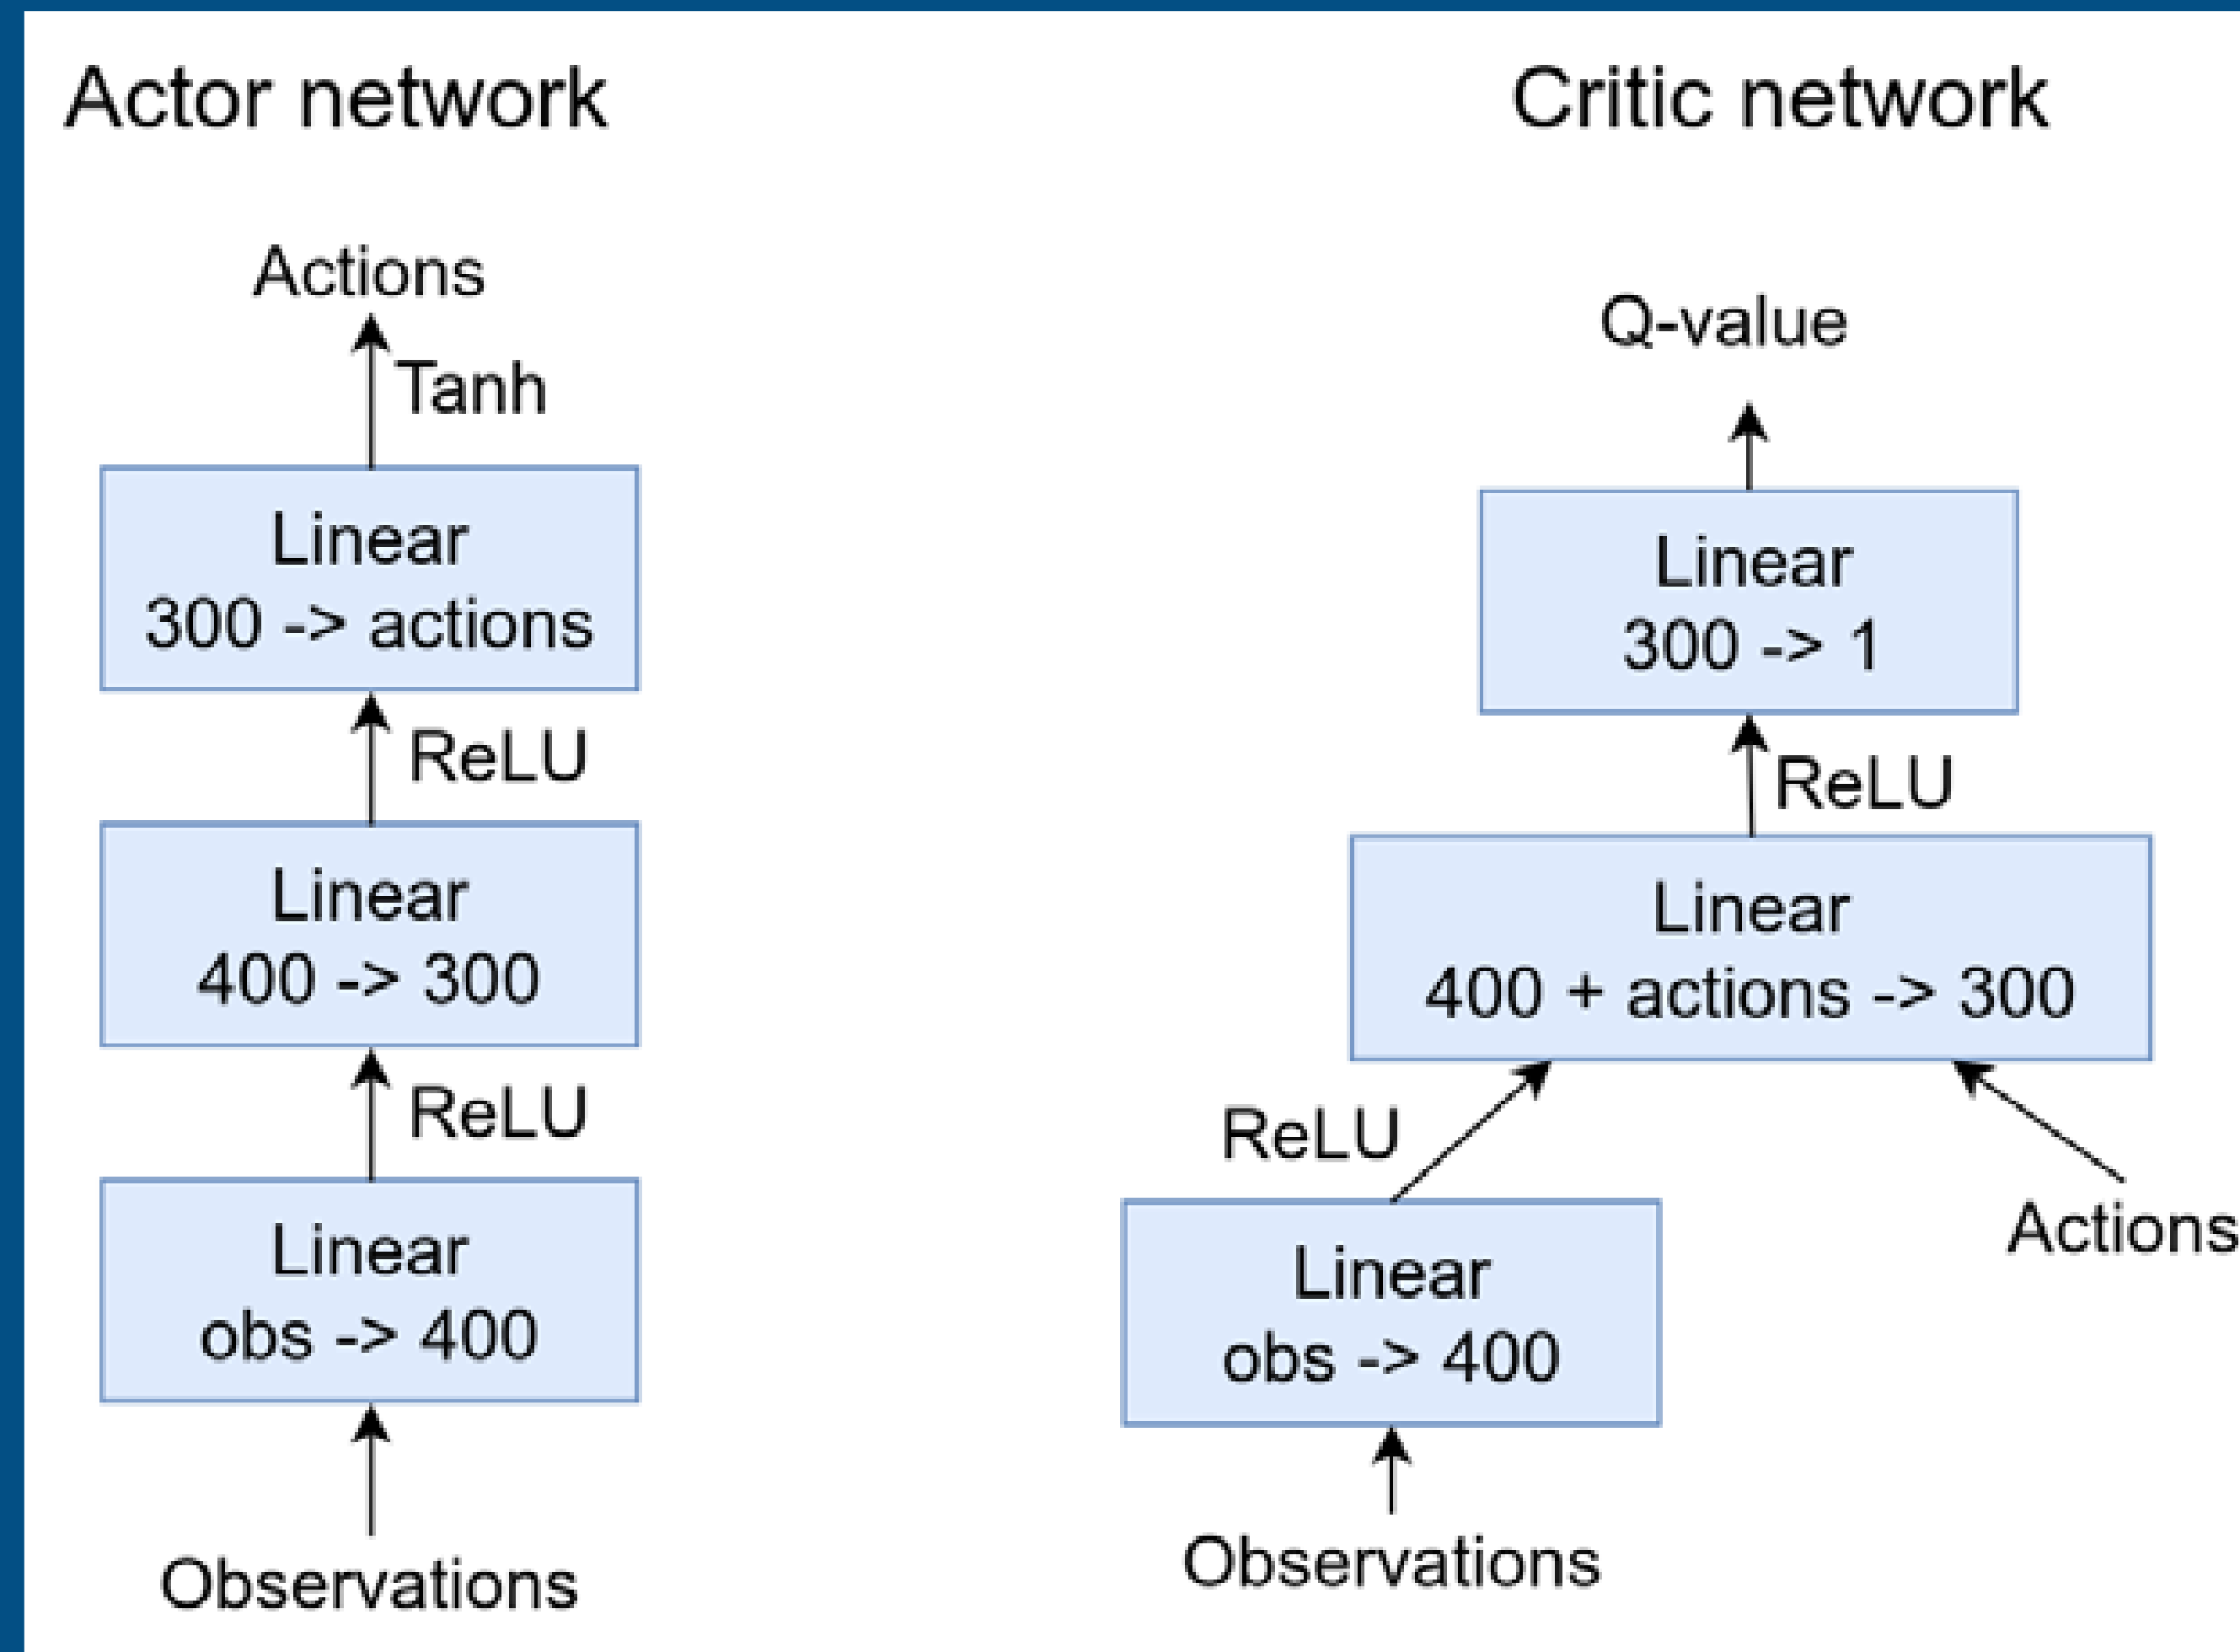 Actor network
Actions
Tanh
Linear
300 -> actions
ReLU
Linear
400 -> 300
ReLU
Linear
obs -> 400
Observations
Critic network
Q-value
Linear
300 -> 1
ReLU
Linear
400 + actions -> 300
ReLU
Actions
Linear
obs -> 400
Observations